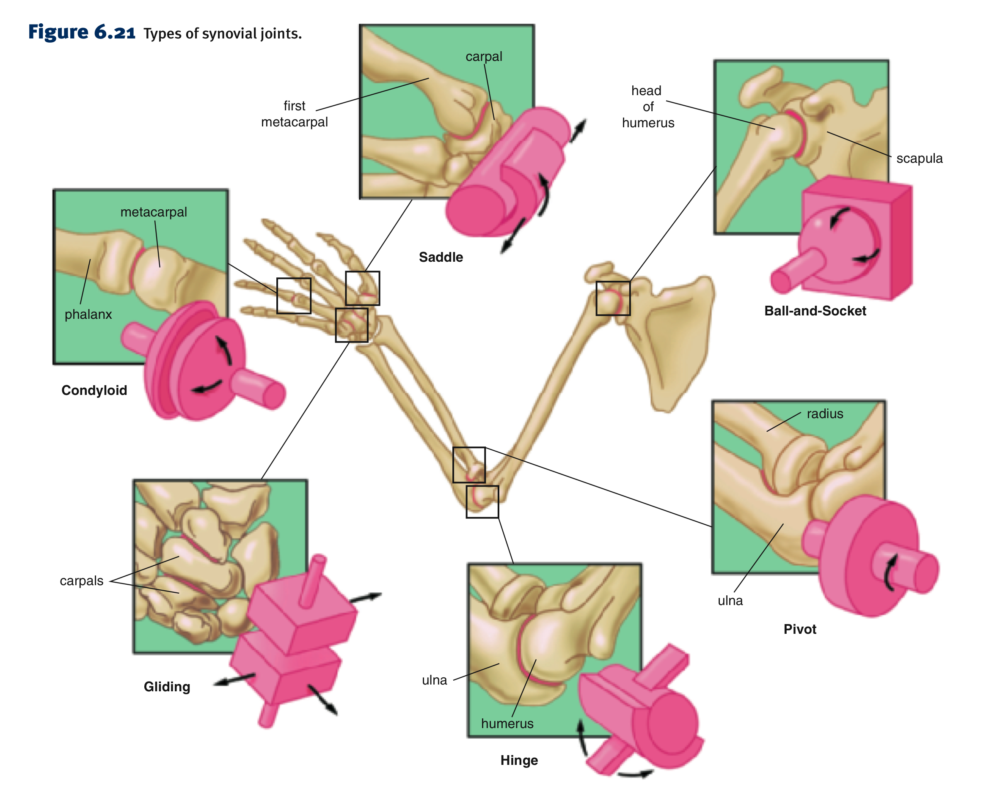 Figure 6.21 Types of synovial joints.
carpal
first
metacarpal
Saddle
head
of
humerus
scapula
Ball-and-Socket
metacarpal
phalanx
Condyloid
radius
ulna
Pivot
carpals
Gliding
ulna
humerus
Hinge